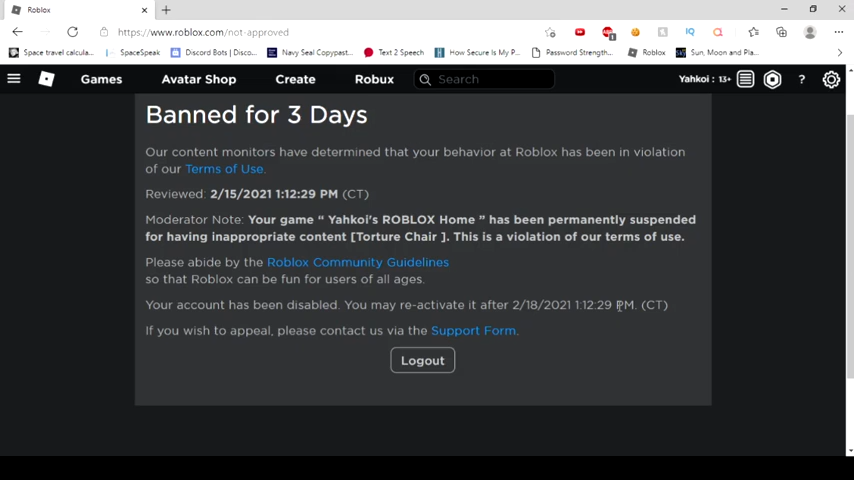 Roblox
https://www.roblox.com/not-approved
Space travel calcula... SpaceSpeak Discord Bots | Disco... Navy Seal Copypast... Text 2 Speech How Secure Is My P... Password Strength... Roblox Sun, Moon and Pla...
Games Avatar Shop Create Robux Search Yahkoi : 13+
Banned for 3 Days
Our content monitors have determined that your behavior at Roblox has been in violation
of our Terms of Use.
Reviewed: 2/15/2021 1:12:29 PM (CT)
Moderator Note: Your game “ Yahkoi's ROBLOX Home ” has been permanently suspended
for having inappropriate content [Torture Chair ]. This is a violation of our terms of use.
Please abide by the Roblox Community Guidelines
so that Roblox can be fun for users of all ages.
Your account has been disabled. You may re-activate it after 2/18/2021 1:12:29 PM. (CT)
If you wish to appeal, please contact us via the Support Form.
Logout